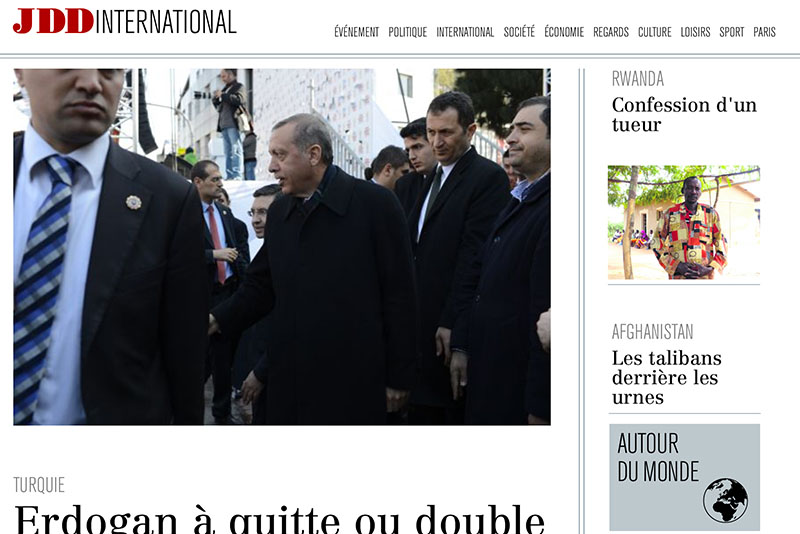 JDD INTERNATIONAL
ÉVÉNEMENT POLITIQUE INTERNATIONAL SOCIÉTÉ ÉCONOMIE REGARDS CULTURE LOISIRS SPORT PARIS
TURQUIE
Erdogan à quitte ou double
RWANDA
Confession d'un
tueur
AFGHANISTAN
Les talibans
derrière les
urnes
AUTOUR
DU MONDE